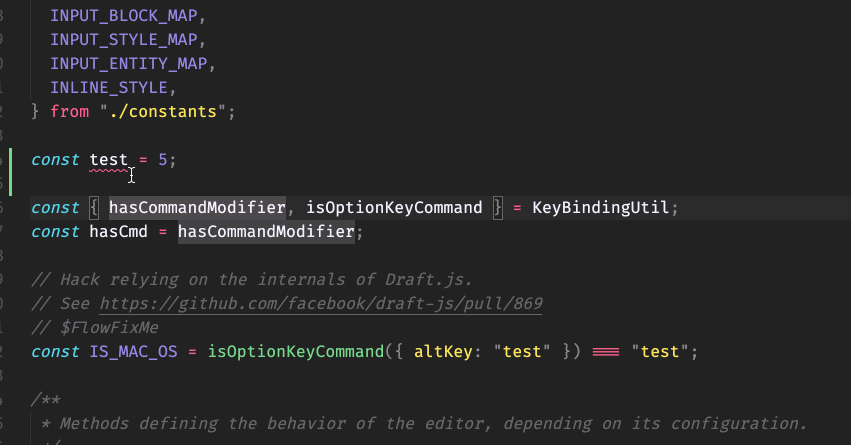 INPUT_BLOCK_MAP,
INPUT_STYLE_MAP,
INPUT_ENTITY_MAP,
INLINE_STYLE,
} from "./constants";
const test = 5;
const { hasCommandModifier, isOptionKeyCommand } = KeyBindingUtil;
const hasCmd = hasCommandModifier;
// Hack relying on the internals of Draft.js.
// See https://github.com/facebook/draft-js/pull/869
// $FlowFixMe
const IS_MAC_OS = isOptionKeyCommand({ altKey: "test" }) === "test";
/**
* Methods defining the behavior of the editor, depending on its configuration.